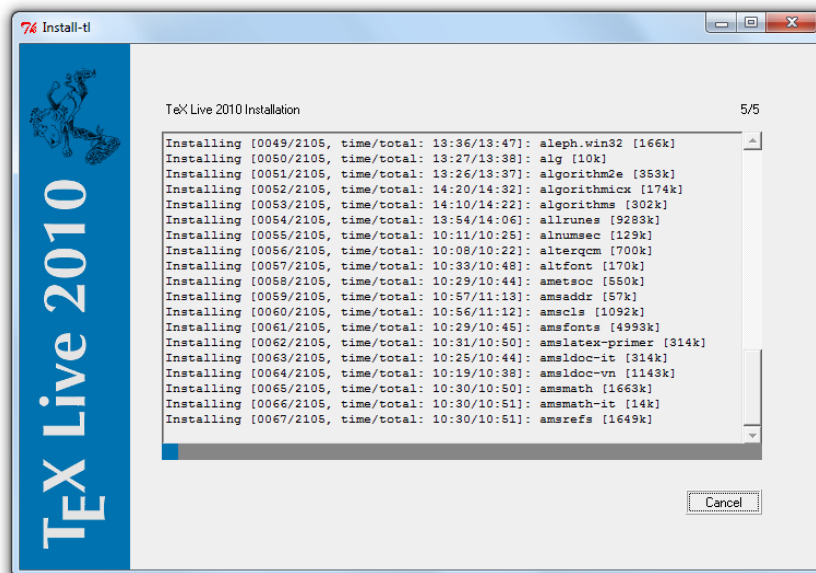 Install-tl
TeX Live 2010
TeX Live 2010 Installation
5/5
Installing [0049/2105, time/total: 13:36/13:47]: aleph.win32 [166k]
Installing [0050/2105, time/total: 13:27/13:38]: alg [10k]
Installing [0051/2105, time/total: 13:26/13:37]: algorithm2e [353k]
Installing [0052/2105, time/total: 14:20/14:32]: algorithmicx [174k]
Installing [0053/2105, time/total: 14:10/14:22]: algorithms [302k]
Installing [0054/2105, time/total: 13:54/14:06]: allrunes [9283k]
Installing [0055/2105, time/total: 10:11/10:25]: alnumsec [129k]
Installing [0056/2105, time/total: 10:08/10:22]: alterqcm [700k]
Installing [0057/2105, time/total: 10:33/10:48]: altfont [170k]
Installing [0058/2105, time/total: 10:29/10:44]: ametsoc [550k]
Installing [0059/2105, time/total: 10:57/11:13]: amsaddr [57k]
Installing [0060/2105, time/total: 10:56/11:12]: amscls [1092k]
Installing [0061/2105, time/total: 10:29/10:45]: amsfonts [4993k]
Installing [0062/2105, time/total: 10:31/10:50]: amslatex-primer [314k]
Installing [0063/2105, time/total: 10:25/10:44]: amsldoc-it [314k]
Installing [0064/2105, time/total: 10:19/10:38]: amsldoc-vn [1143k]
Installing [0065/2105, time/total: 10:30/10:50]: amsmath [1663k]
Installing [0066/2105, time/total: 10:30/10:51]: amsmath-it [14k]
Installing [0067/2105, time/total: 10:30/10:51]: amsrefs [1649k]
Cancel